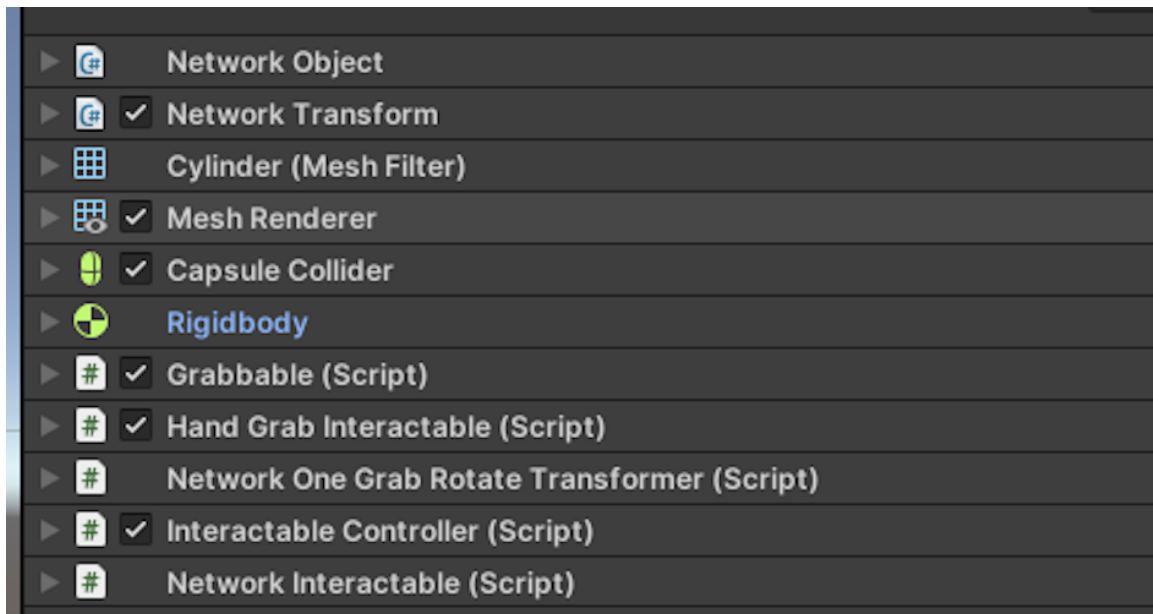 Network Object
Network Transform
Cylinder (Mesh Filter)
Mesh Renderer
Capsule Collider
Rigidbody
# Grabbable (Script)
# Hand Grab Interactable (Script)
# Network One Grab Rotate Transformer (Script)
# Interactable Controller (Script)
# Network Interactable (Script)